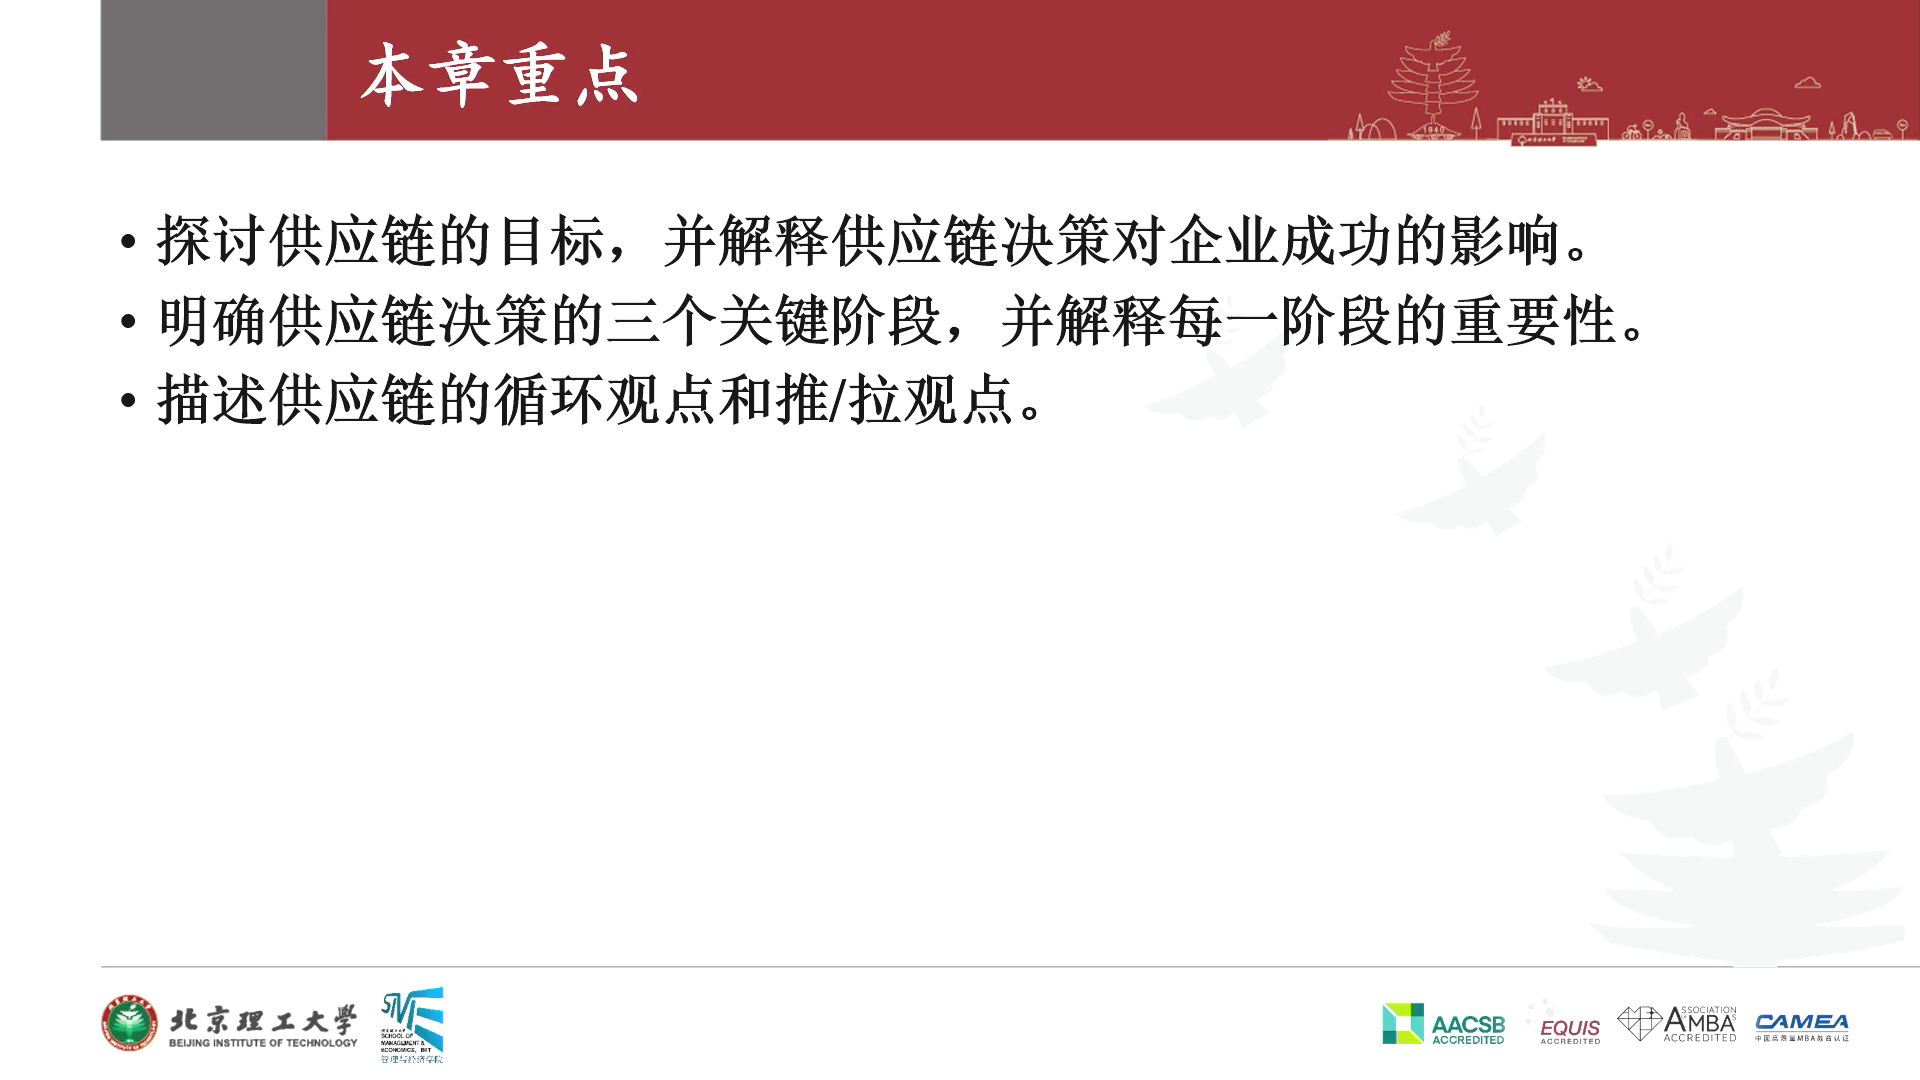 本章重点
1940
• 探讨供应链的目标，并解释供应链决策对企业成功的影响。
• 明确供应链决策的三个关键阶段，并解释每一阶段的重要性。
• 描述供应链的循环观点和推/拉观点。
北京理工大学
BEIJING INSTITUTE OF TECHNOLOGY
SCHOOL OF
MANAGEMENT &
ECONOMICS, BIT
管理与经济学院
AACSB
ACCREDITED
EQUIS
ACCREDITED
ASSOCIATION
AMBA
ACCREDITED
CAMEA
中国高质量MBA教育认证